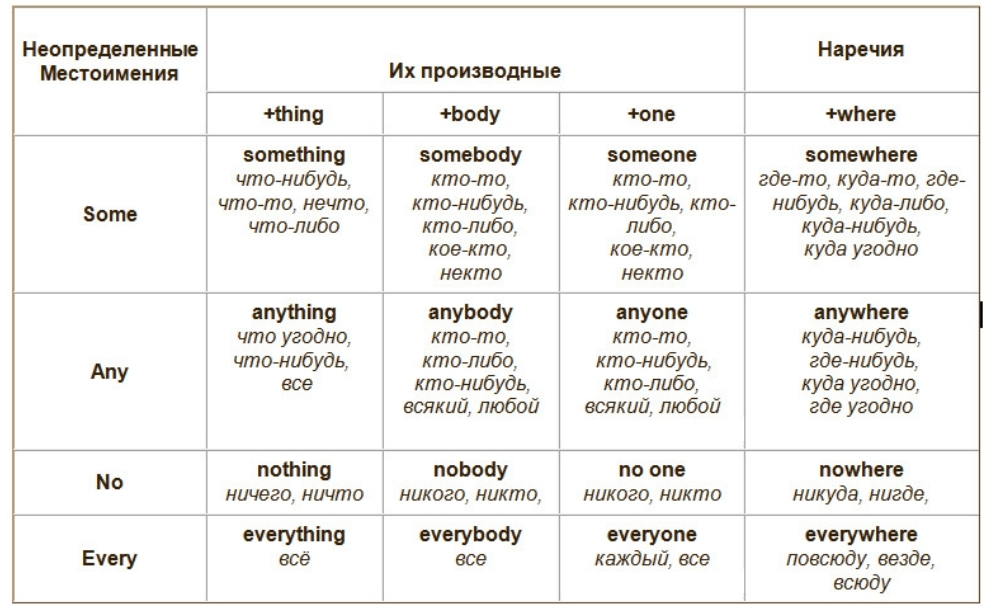 Неопределенные
Местоимения
Их производные
Наречия
+thing
+body
+one
+where
Some
something
что-нибудь,
что-то, нечто,
что-либо
somebody
кто-то,
кто-нибудь,
кто-либо,
кое-кто,
некто
someone
кто-то,
кто-нибудь, кто-
либо,
кое-кто,
некто
somewhere
где-то, куда-то, где-
нибудь, куда-либо,
куда-нибудь,
куда угодно
Any
anything
что угодно,
что-нибудь,
все
anybody
кто-то,
кто-либо,
кто-нибудь,
всякий, любой
anyone
кто-то,
кто-нибудь,
кто-либо,
всякий, любой
anywhere
куда-нибудь,
где-нибудь,
куда угодно,
где угодно
No
nothing
ничего, ничто
nobody
никого, никто,
no one
никого, никто
nowhere
никуда, нигде,
Every
everything
всё
everybody
все
everyone
каждый, все
everywhere
повсюду, везде,
всюду